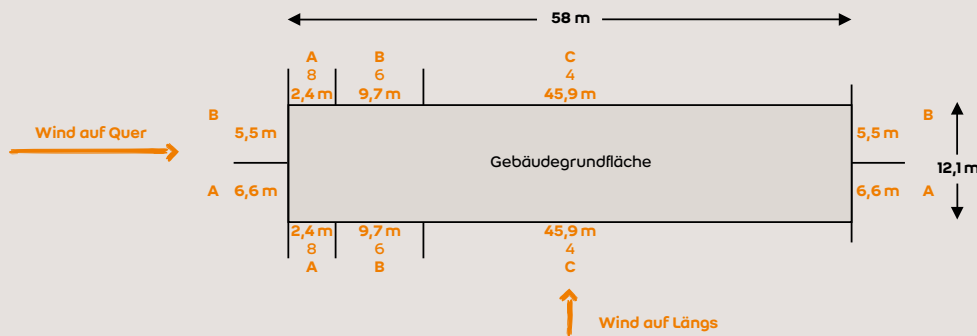 58 m
A
B
C
8
6
4
2,4 m
9,7 m
45,9 m
B
5,5 m
5,5 m
B
Wind auf Quer
Gebäudegrundfläche
12,1 m
A
6,6 m
6,6 m
A
2,4 m
9,7 m
45,9 m
8
6
4
A
B
C
Wind auf Längs